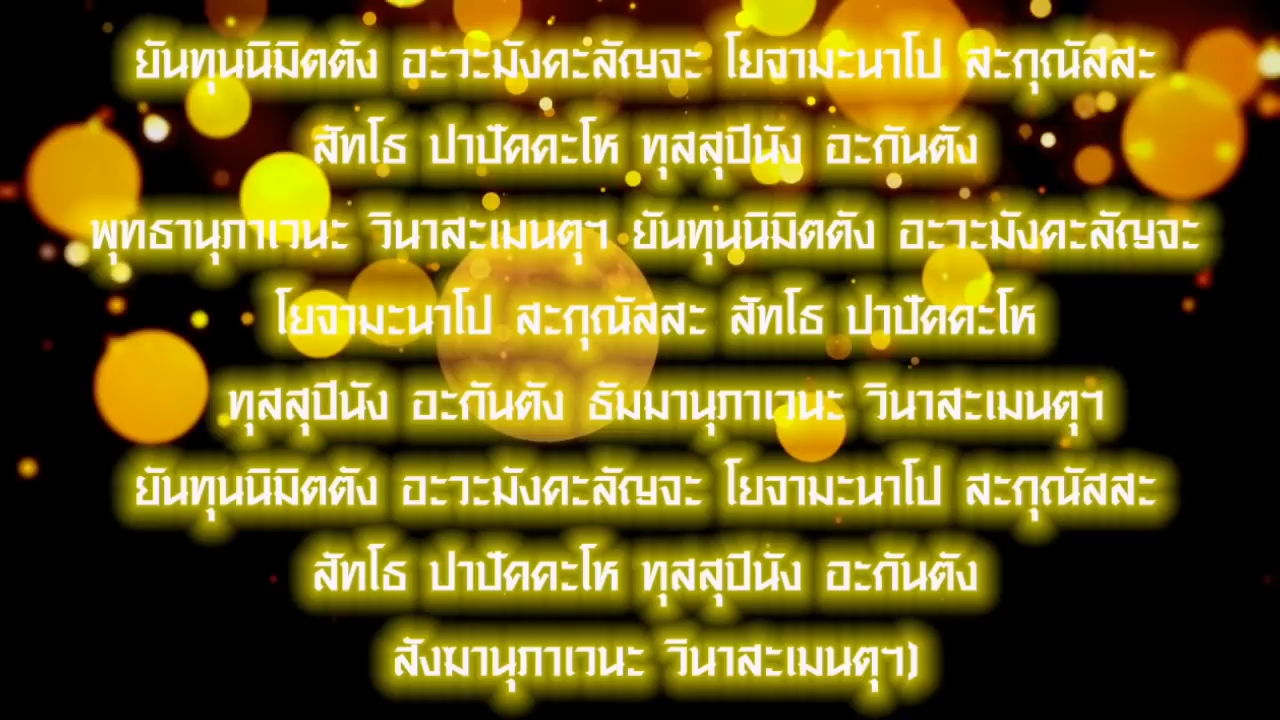 ยันทุนนิมิตตัง อะวะมังคะลัญจะ โยจามะนาโป สะกุณัสสะ
สัทโธ ปาปัคคะโห ทุสสุปินัง อะกันตัง
พุทธานุภาเวนะ วินาสะเมนตุฯ ยันทุนนิมิตตัง อะวะมังคะลัญจะ
โยจามะนาโป สะกุณัสสะ สัทโธ ปาปัคคะโห
ทุสสุปินัง อะกันตัง ธัมมานุภาเวนะ วินาสะเมนตุฯ
ยันทุนนิมิตตัง อะวะมังคะลัญจะ โยจามะนาโป สะกุณัสสะ
สัทโธ ปาปัคคะโห ทุสสุปินัง อะกันตัง
สังฆานุภาเวนะ วินาสะเมนตุฯ)